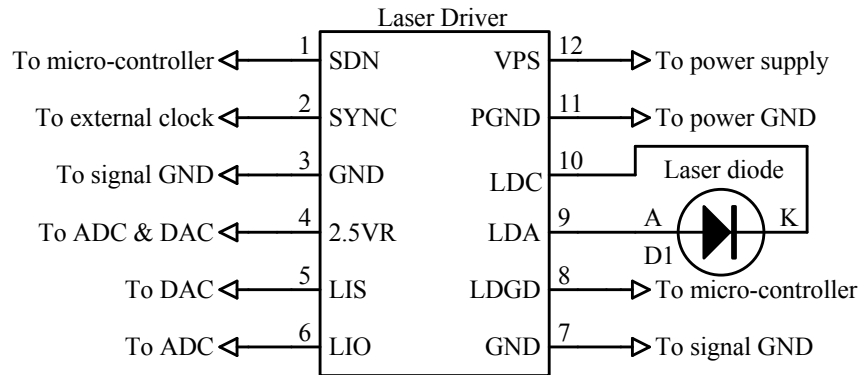 Laser Driver
To micro-controller 1 SDN VPS 12 To power supply
To external clock 2 SYNC PGND 11 To power GND
To signal GND 3 GND LDC 10 Laser diode
To ADC & DAC 4 2.5VR LDA 9 A K
D1
To DAC 5 LIS LDGD 8 To micro-controller
To ADC 6 LIO GND 7 To signal GND